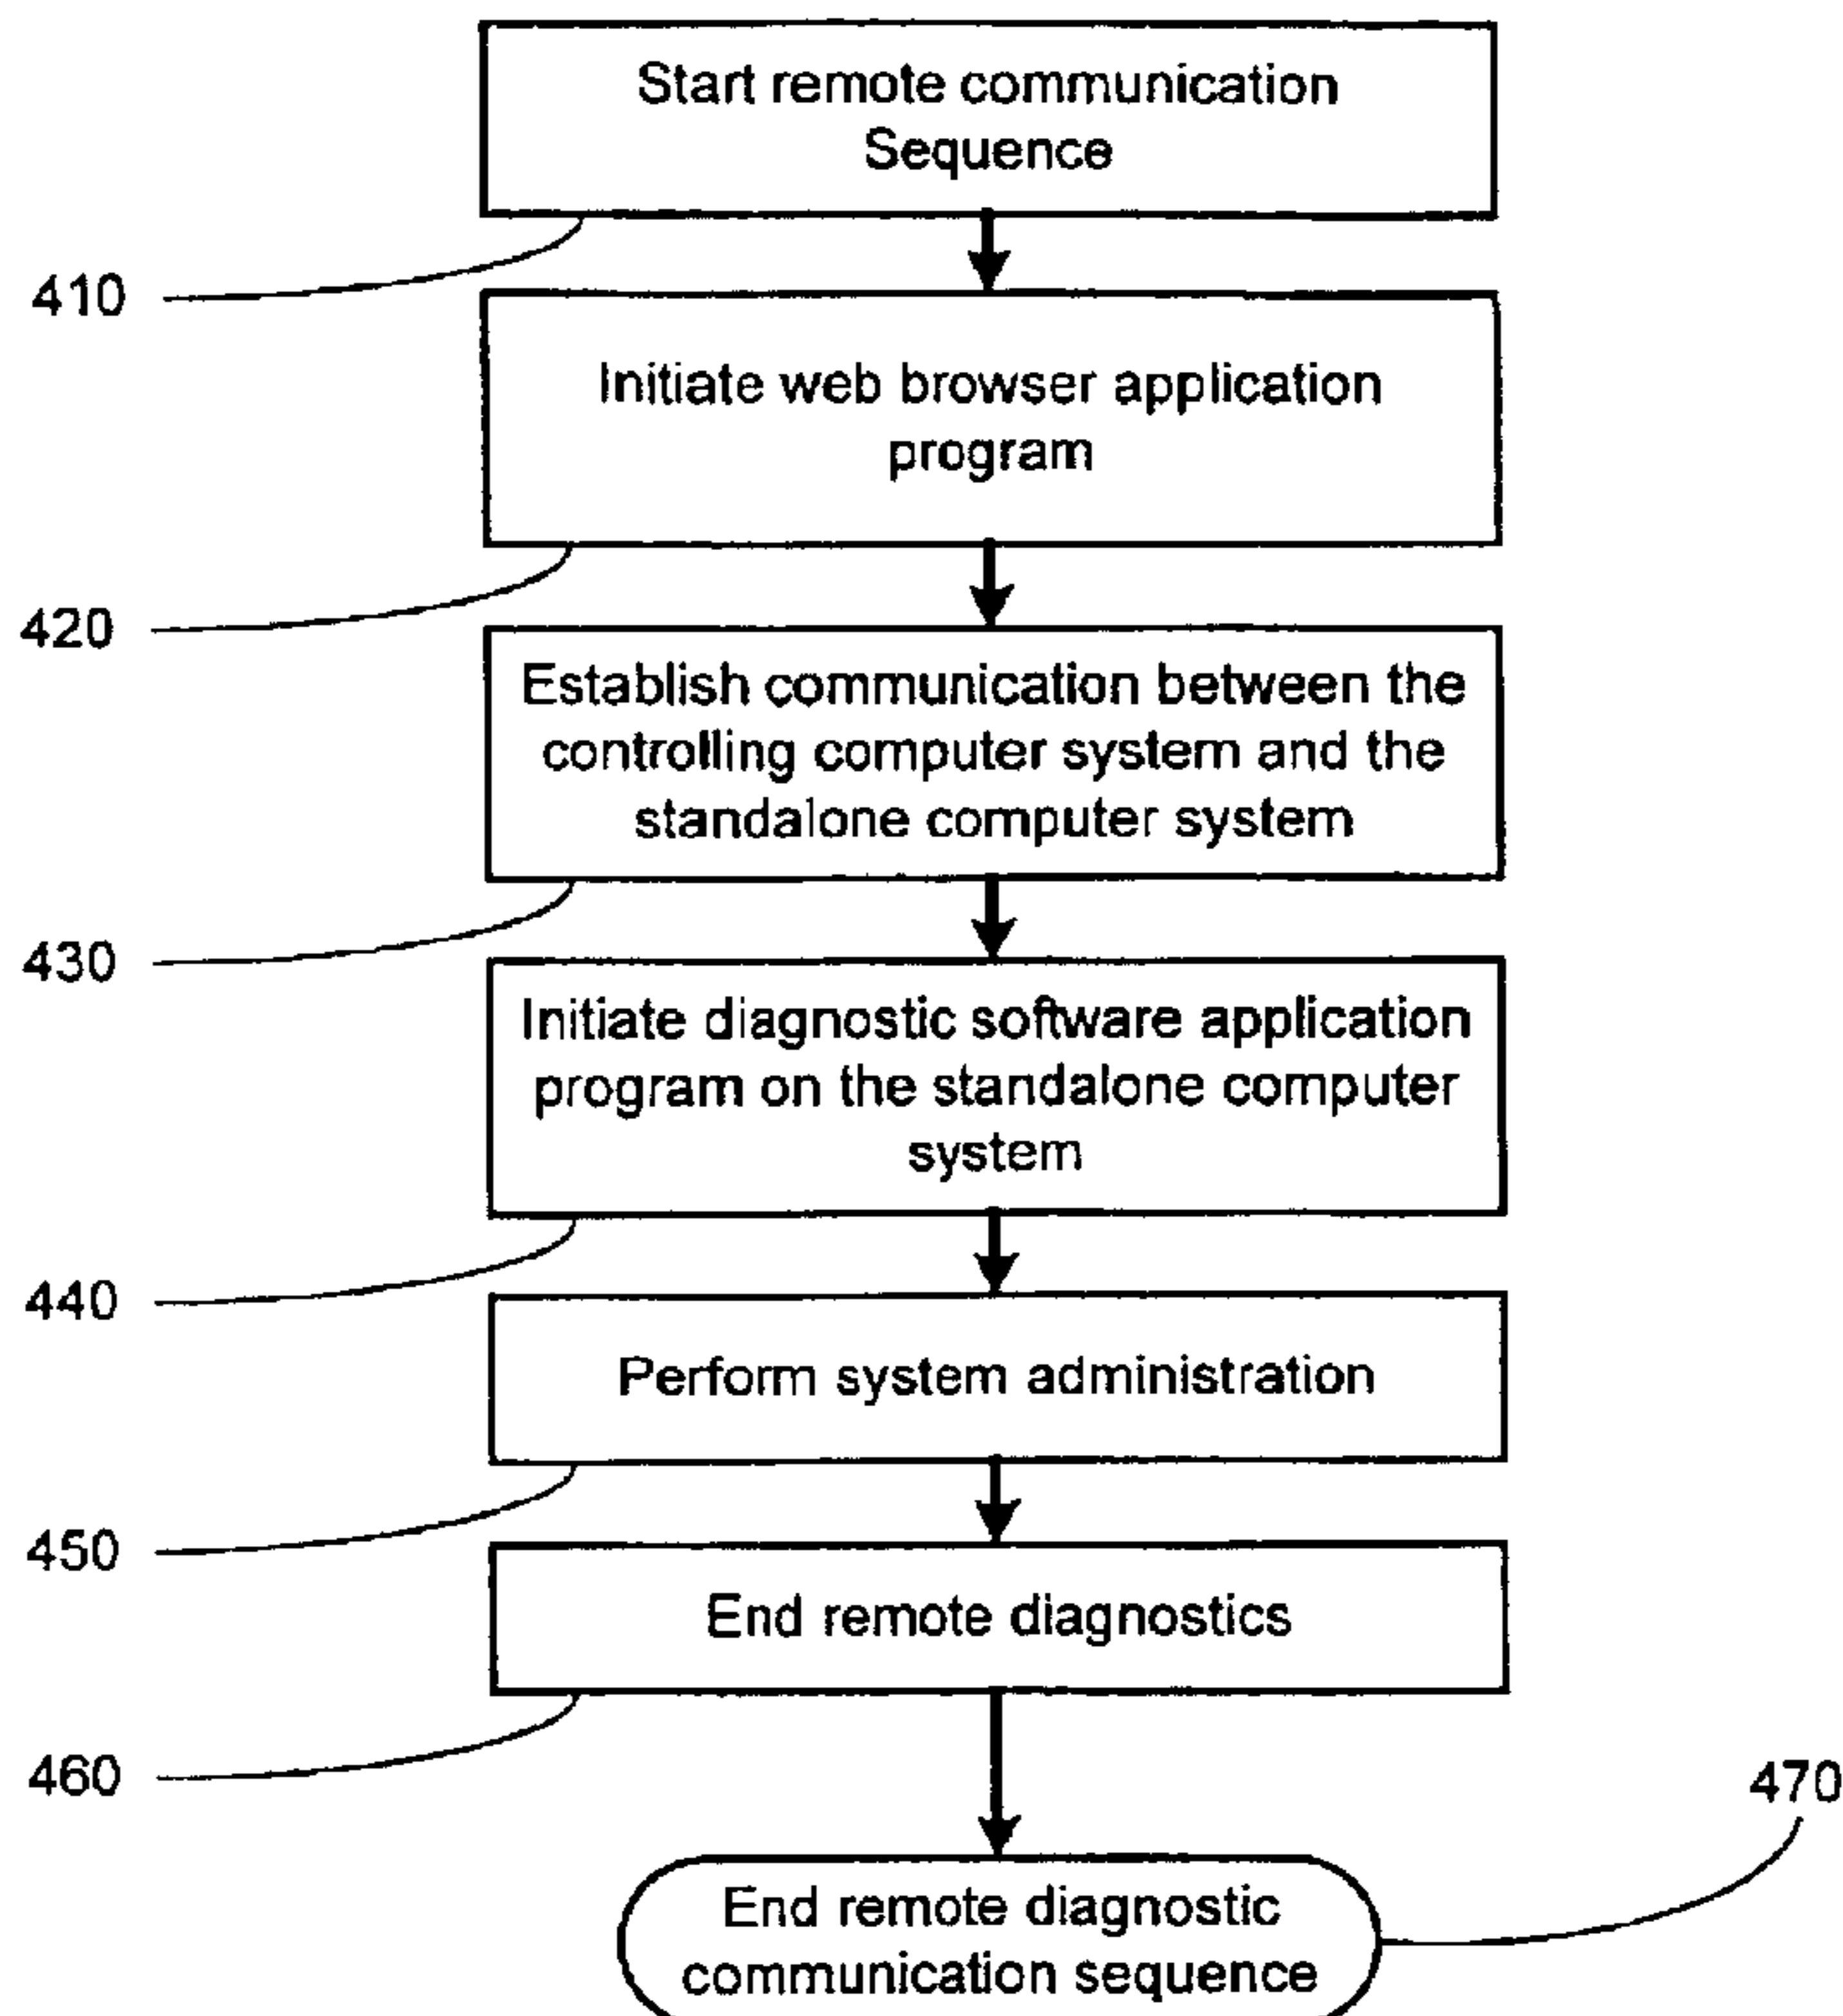 Start remote communication
Sequence
410
Initiate web browser application
program
420
Establish communication between the
controlling computer system and the
standalone computer system
430
Initiate diagnostic software application
program on the standalone computer
system
440
Perform system administration
450
End remote diagnostics
460
470
End remote diagnostic
communication sequence